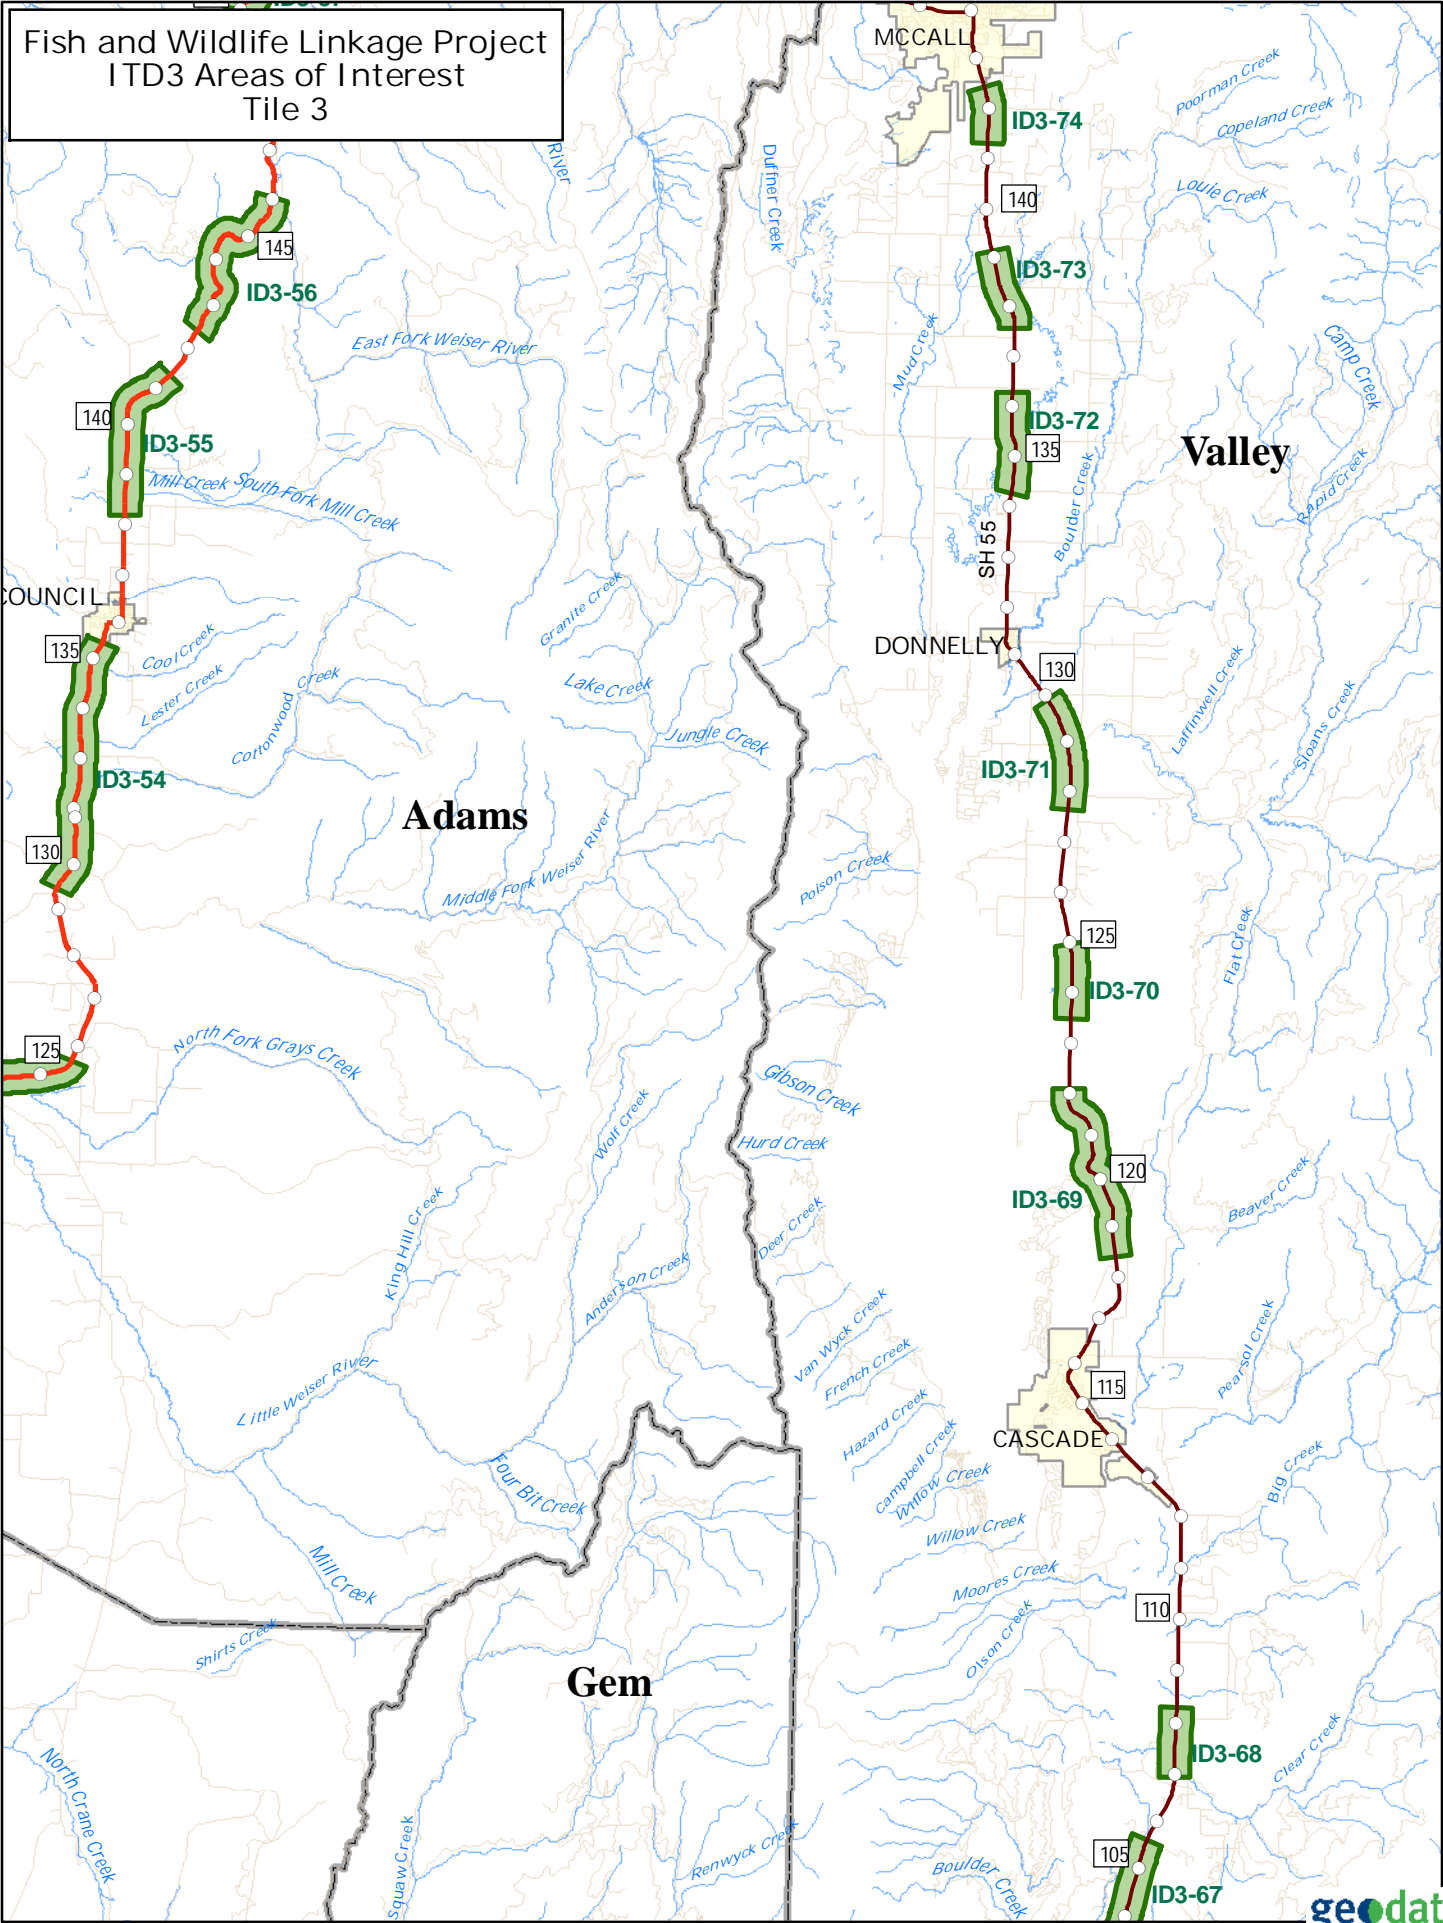 Fish and Wildlife Linkage Project
ITD3 Areas of Interest
Tile 3
MCCALL
ID3-74
Poorman Creek
Copeland Creek
River
Duffner Creek
Louie Creek
140
145
ID3-73
ID3-56
East Fork Weiser River
Mud Creek
Camp Creek
140
ID3-55
ID3-72
135
Valley
Mill Creek
South Fork Mill Creek
Boulder Creek
Rapid Creek
SH 55
COUNCIL
Granite Creek
135
Cool Creek
DONNELLY
130
Lester Creek
Cottonwood Creek
Lake Creek
Laffinwell Creek
Sloans Creek
Jungle Creek
ID3-54
ID3-71
Adams
130
Middle Fork Weiser River
Poison Creek
125
Flat Creek
ID3-70
125
North Fork Grays Creek
Gibson Creek
Wolf Creek
Hurd Creek
120
ID3-69
Beaver Creek
King Hill Creek
Deer Creek
Anderson Creek
Van Wyck Creek
French Creek
Pearsol Creek
Little Weiser River
115
Hazard Creek
CASCADE
Campbell Creek
Willow Creek
Four Bit Creek
Big Creek
Willow Creek
Mill Creek
Moores Creek
110
Shirts Creek
Olson Creek
Gem
ID3-68
North Crane Creek
Clear Creek
Squaw Creek
Renwyck Creek
105
Boulder Creek
ID3-67
geodat